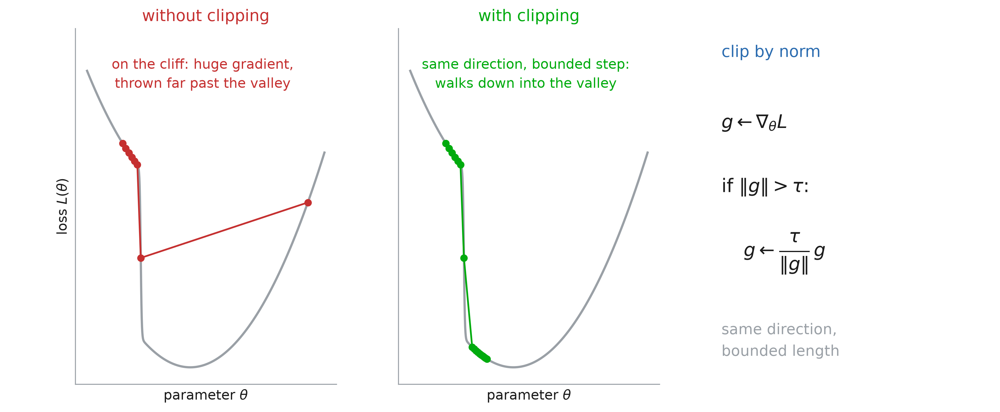 without clipping
on the cliff: huge gradient,
thrown far past the valley
loss L(θ)
parameter θ
with clipping
same direction, bounded step:
walks down into the valley
parameter θ
clip by norm
g ← ∇θL
if ‖g‖ > τ:
g ← τ/‖g‖ g
same direction,
bounded length